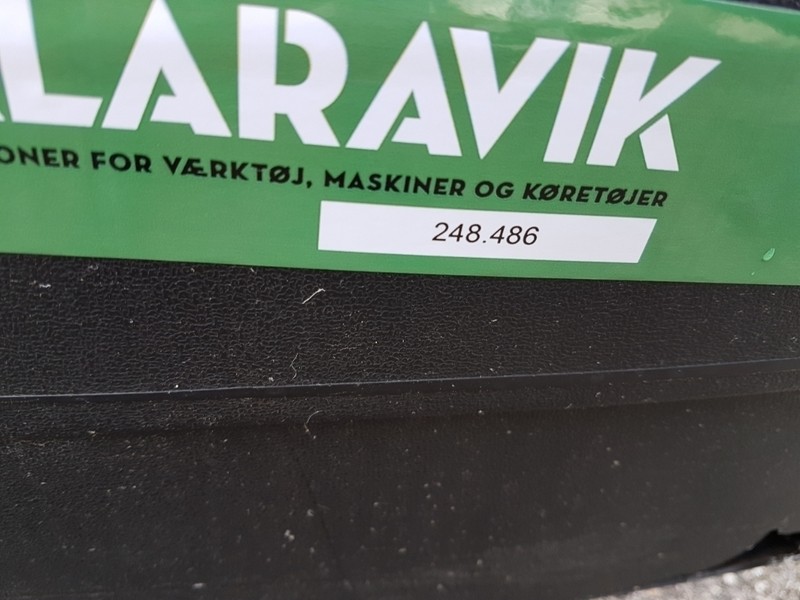 LARAVIK
ONER FOR VÆRKTØJ, MASKINER OG KØRETØJER
248.486